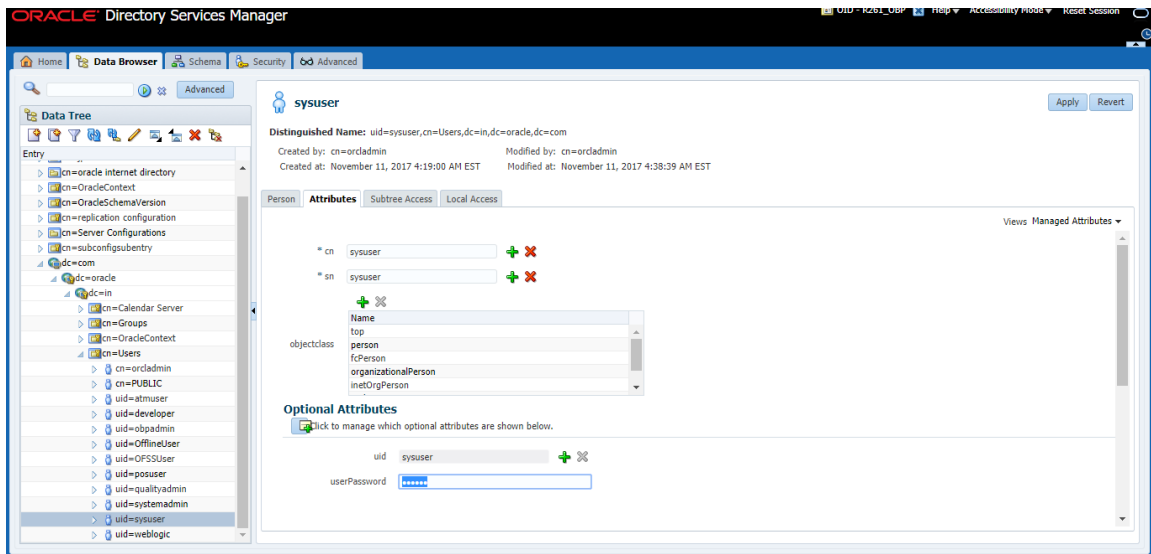 ORACLE Directory Services Manager
OID - R261_OBP Help Accessibility Mode Reset Session
Home Data Browser Schema Security Advanced
Advanced
Data Tree
Entry
cn=oracle internet directory
cn=OracleContext
cn=OracleSchemaVersion
cn=replication configuration
cn=Server Configurations
cn=subconfigsubentry
dc=com
dc=oracle
dc=in
cn=Calendar Server
cn=Groups
cn=OracleContext
cn=Users
cn=orcladmin
cn=PUBLIC
uid=atmuser
uid=developer
uid=obpadmin
uid=OfflineUser
uid=OFSSUser
uid=posuser
uid=qualityadmin
uid=systemadmin
uid=sysuser
uid=weblogic
sysuser
Apply Revert
Distinguished Name: uid=sysuser,cn=Users,dc=in,dc=oracle,dc=com
Created by: cn=orcladmin Modified by: cn=orcladmin
Created at: November 11, 2017 4:19:00 AM EST Modified at: November 11, 2017 4:38:39 AM EST
Person Attributes Subtree Access Local Access
Views Managed Attributes
* cn sysuser
* sn sysuser
Name
top
objectclass person
fcPerson
organizationalPerson
inetOrgPerson
Optional Attributes
Click to manage which optional attributes are shown below.
uid sysuser
userPassword ••••••